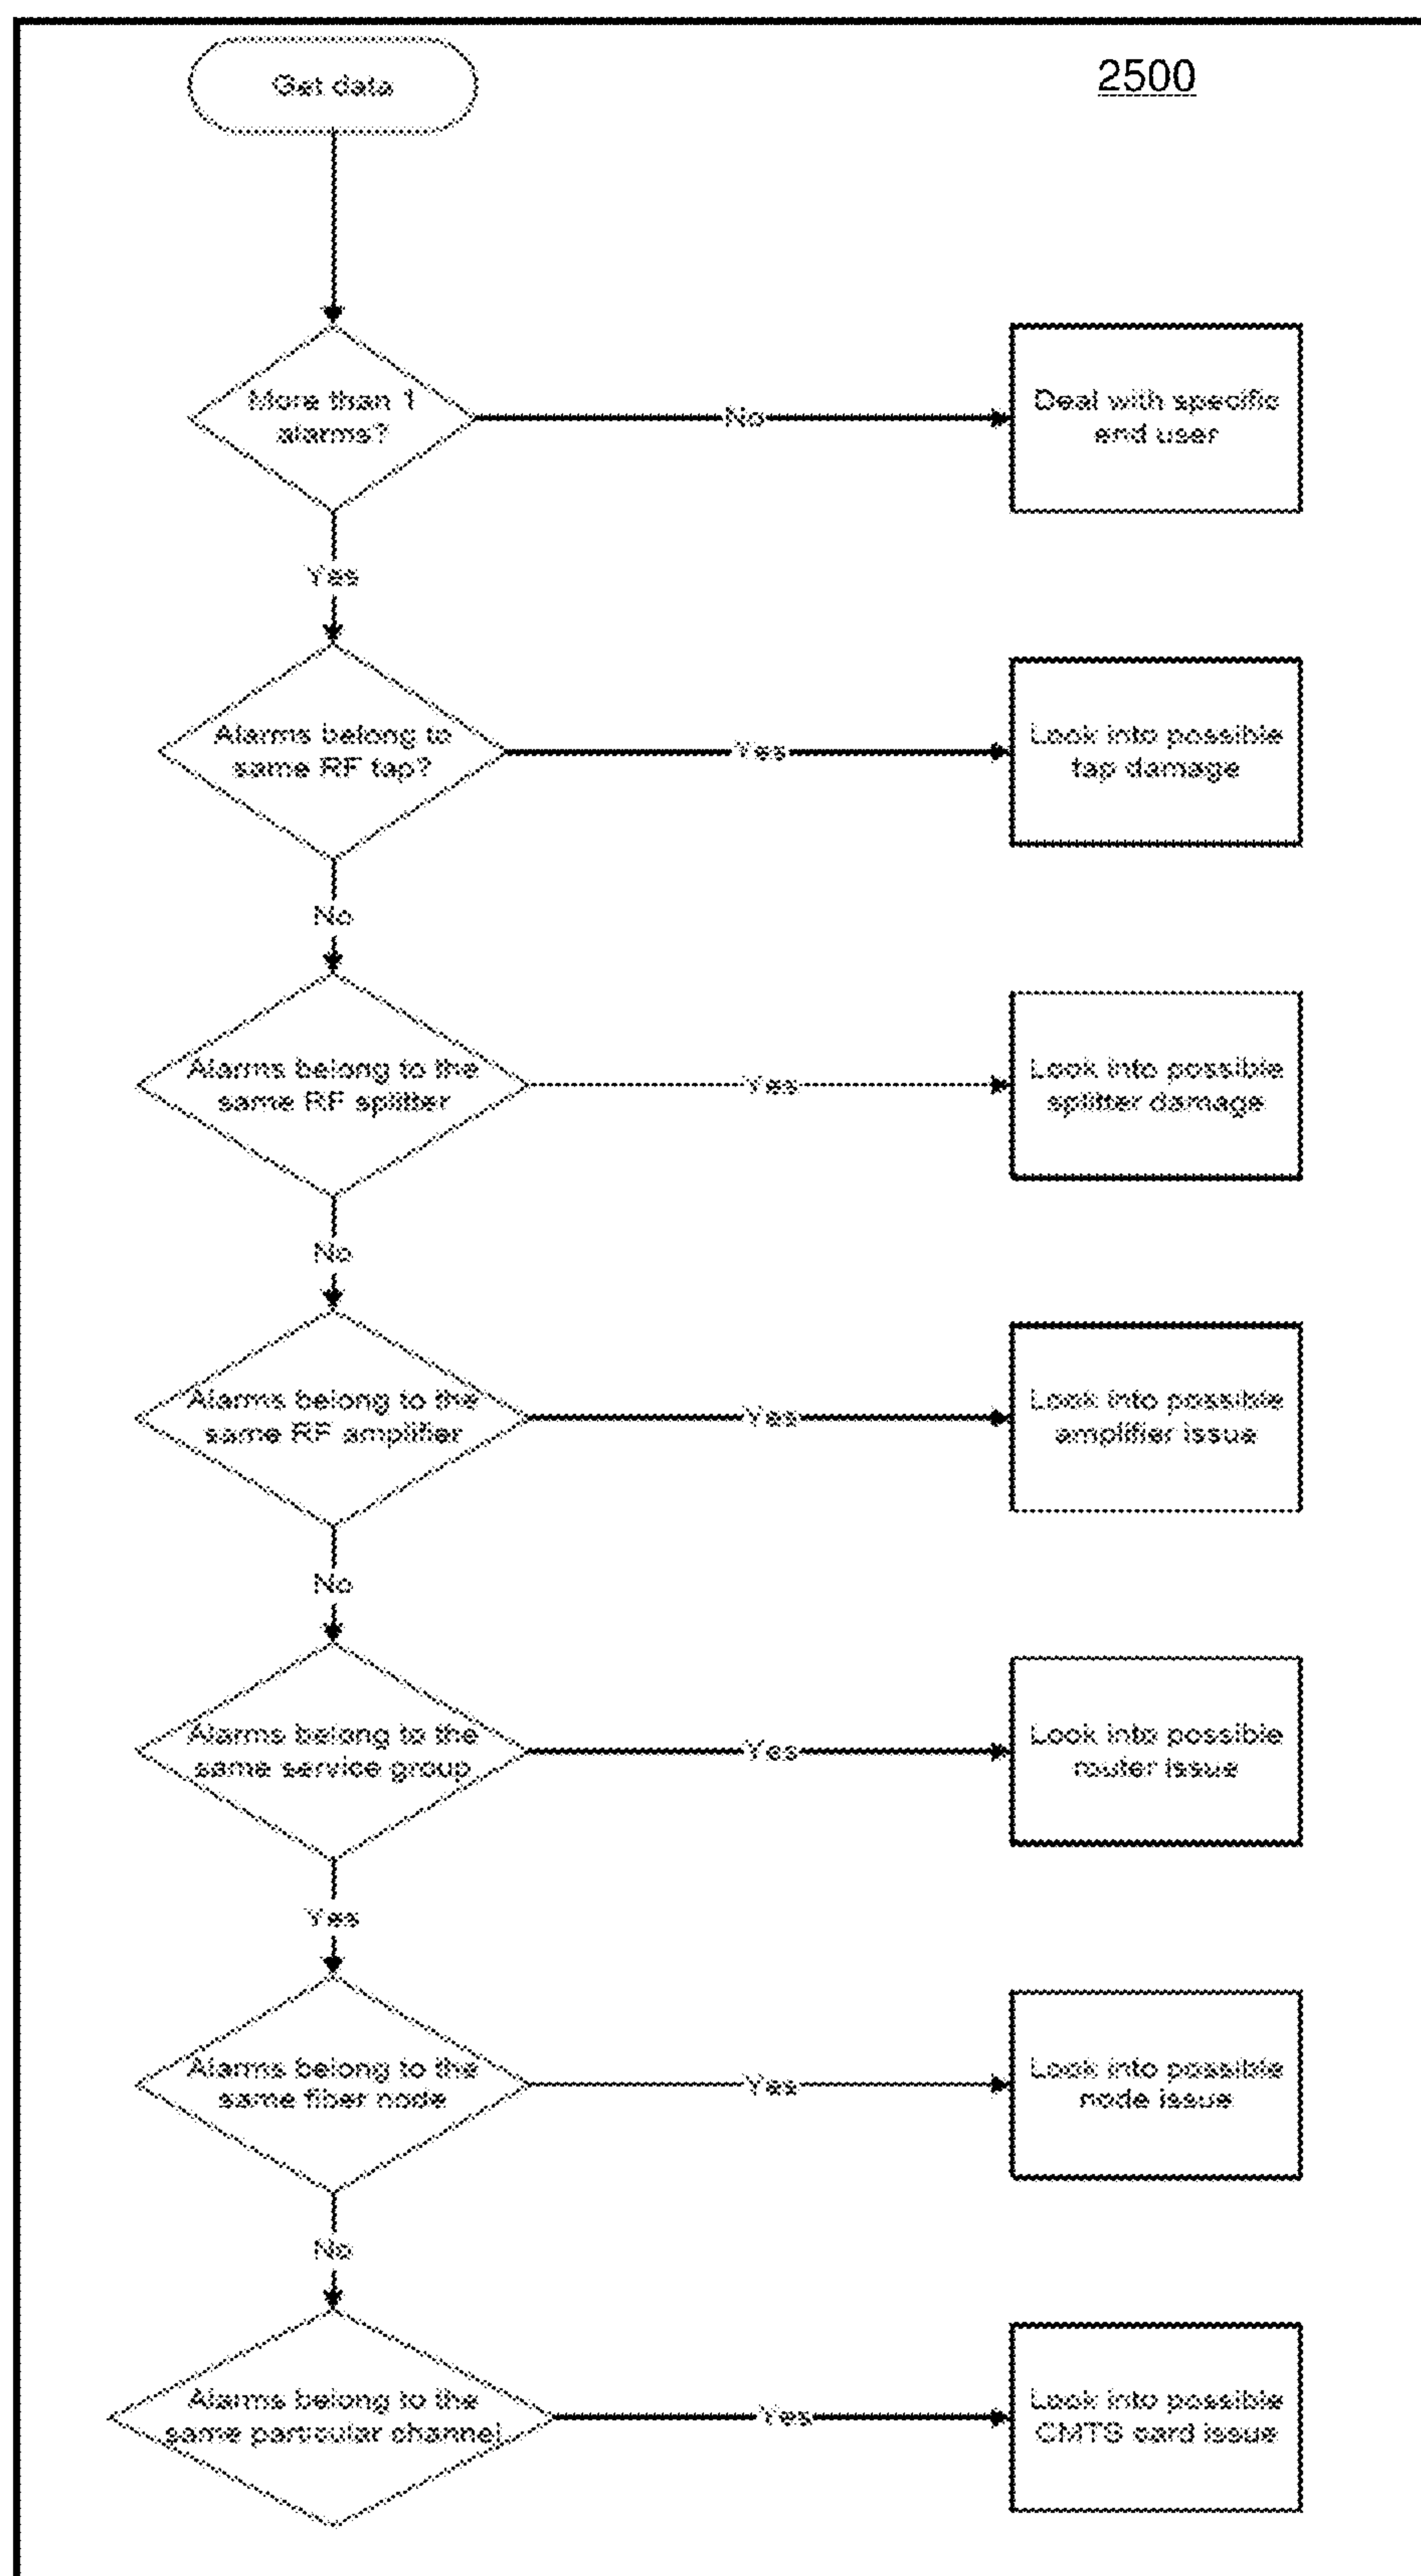 Get data
2500
More than 1
alarms?
No
Deal with specific
end user
Yes
Alarms belong to
same RF tap?
Yes
Look into possible
tap damage
No
Alarms belong to the
same RF splitter
Yes
Look into possible
splitter damage
No
Alarms belong to the
same RF amplifier
Yes
Look into possible
amplifier issue
No
Alarms belong to the
same service group
Yes
Look into possible
router issue
Yes
Alarms belong to the
same fiber node
Yes
Look into possible
node issue
No
Alarms belong to the
same particular channel
Yes
Look into possible
CMTS card issue